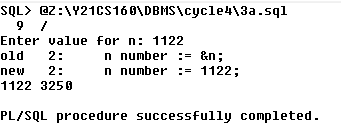 SQL> @Z:\Y21CS160\DBMS\cycle4\3a.sql
  9  /
Enter value for n: 1122
old   2:     n number := &n;
new   2:     n number := 1122;
1122 3250

PL/SQL procedure successfully completed.